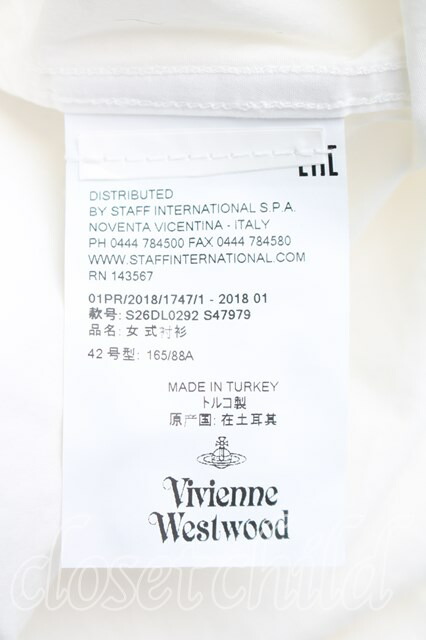 EAC
DISTRIBUTED
BY STAFF INTERNATIONAL S.P.A.
NOVENTA VICENTINA - ITALY
PH 0444 784500 FAX 0444 784580
WWW.STAFFINTERNATIONAL.COM
RN 143567
01PR/2018/1747/1 - 2018 01
款号: S26DL0292 S47979
品名: 女 式衬衫
42 号型: 165/88A
MADE IN TURKEY
トルコ製
原产国: 在土耳其
Vivienne
Westwood
closet child